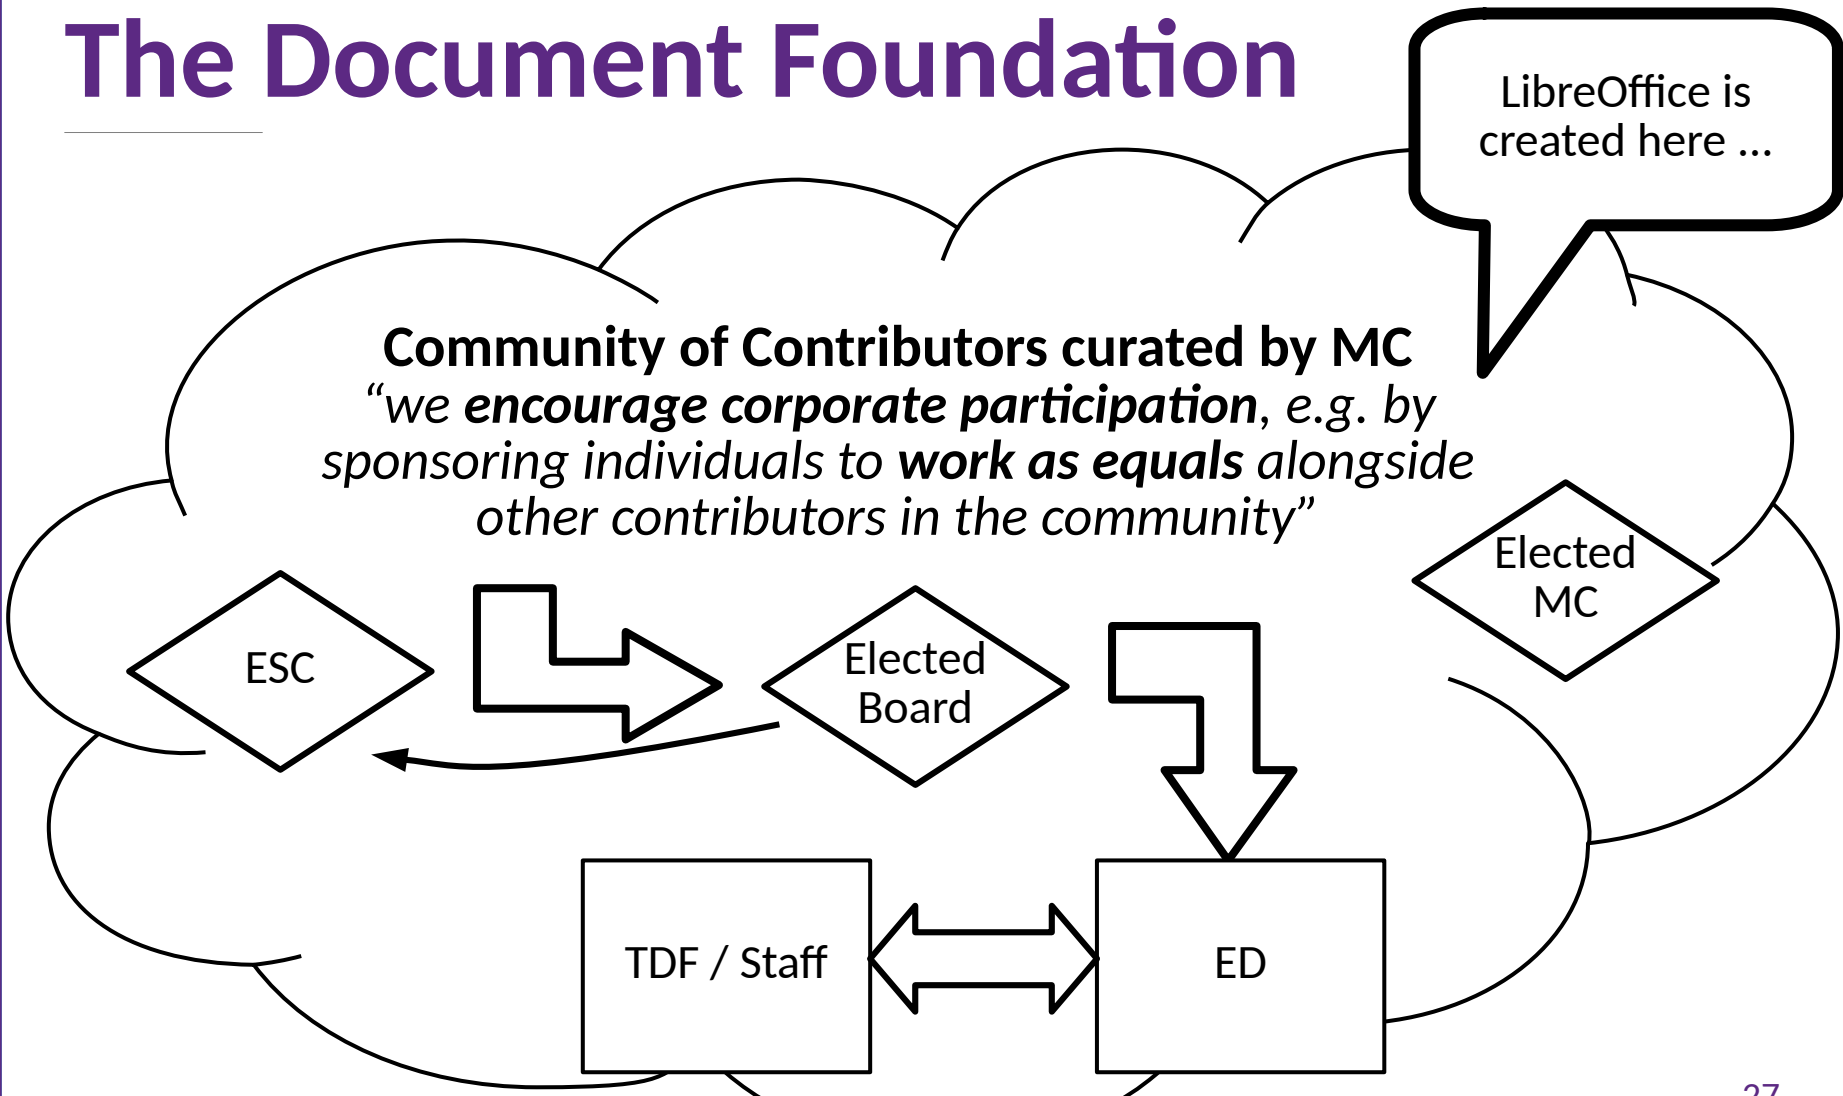 The Document Foundation
LibreOffice is
created here ...
Community of Contributors curated by MC
“we encourage corporate participation, e.g. by
sponsoring individuals to work as equals alongside
other contributors in the community”
Elected
MC
ESC
Elected
Board
TDF / Staff
ED
27